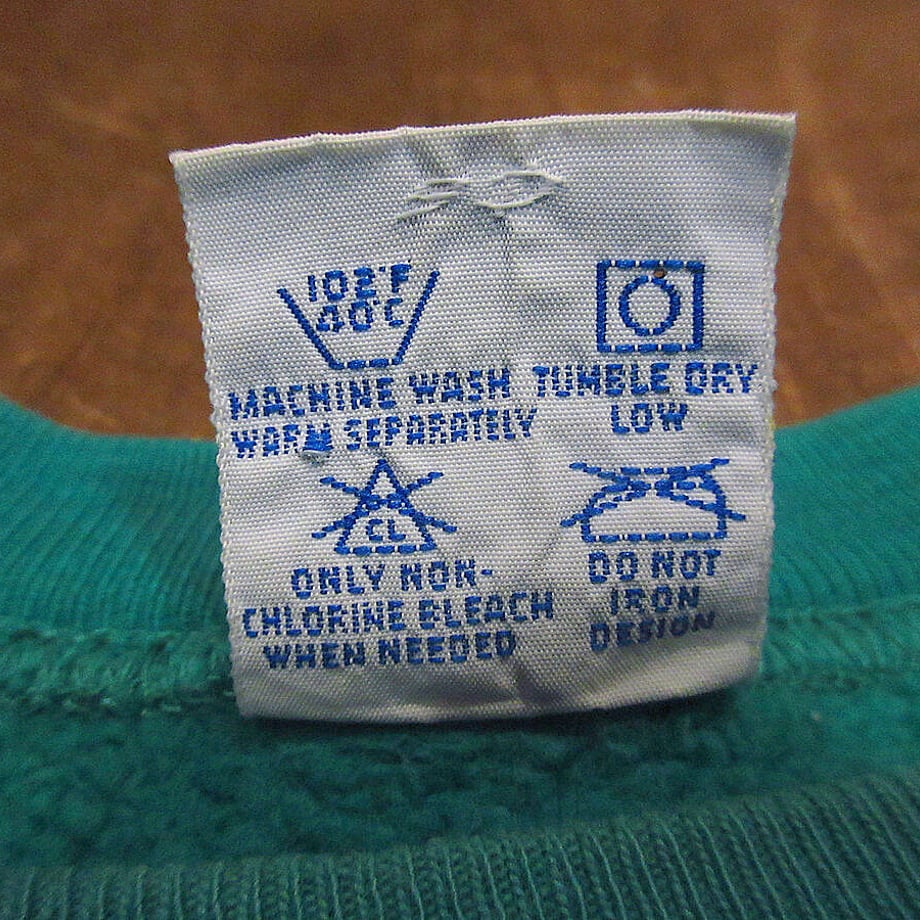 102°F
40°C
MACHINE WASH
WARM SEPARATELY
TUMBLE DRY
LOW
CL
ONLY NON-
CHLORINE BLEACH
WHEN NEEDED
DO NOT
IRON
DESIGN